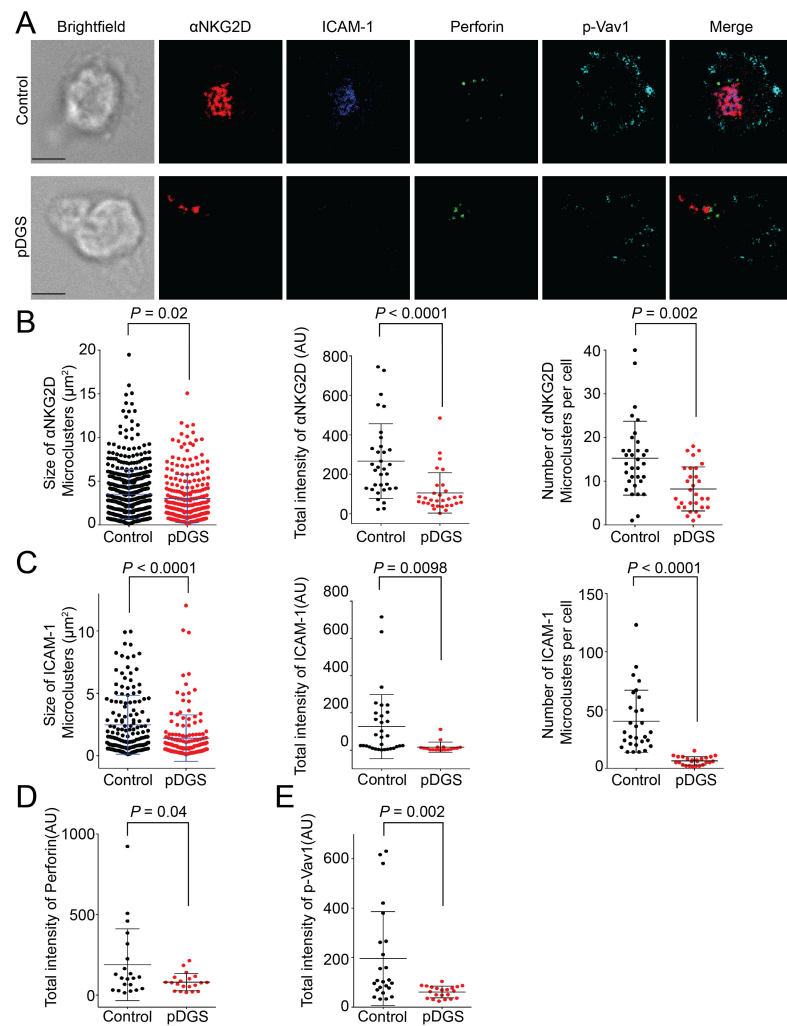 A
Brightfield αNKG2D ICAM-1 Perforin p-Vav1 Merge
Control
pDGS
B
P = 0.02
Size of αNKG2D
Microclusters (μm²)
20
15
10
5
0
Control pDGS
P < 0.0001
Total intensity of αNKG2D (AU)
800
600
400
200
0
Control pDGS
P = 0.002
Number of αNKG2D
Microclusters per cell
40
30
20
10
0
Control pDGS
C
P < 0.0001
Size of ICAM-1
Microclusters (μm²)
10
5
0
Control pDGS
P = 0.0098
Total intensity of ICAM-1(AU)
800
600
400
200
0
Control pDGS
P < 0.0001
Number of ICAM-1
Microclusters per cell
150
100
50
0
Control pDGS
D
P = 0.04
Total intensity of Perforin(AU)
1000
500
0
Control pDGS
E
P = 0.002
Total intensity of p-Vav1(AU)
600
400
200
0
Control pDGS